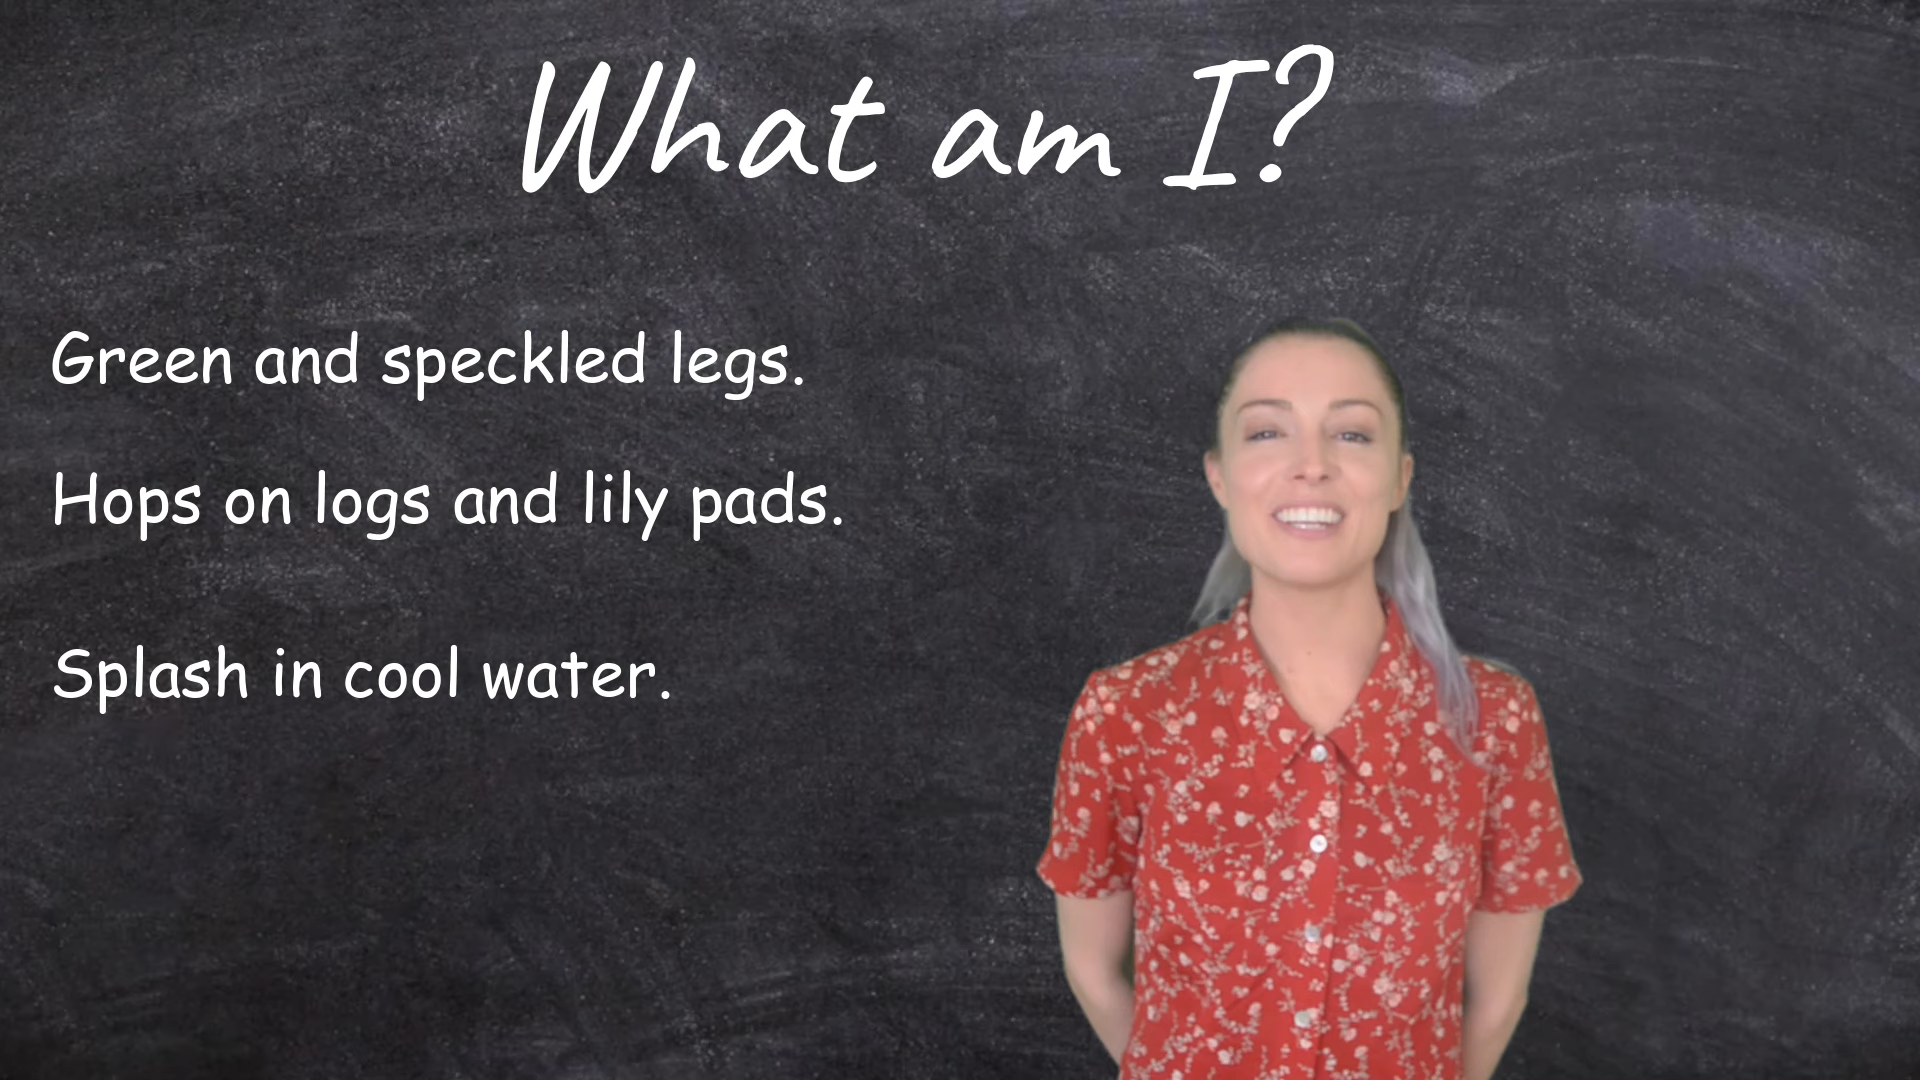 What am I?
Green and speckled legs.
Hops on logs and lily pads.
Splash in cool water.